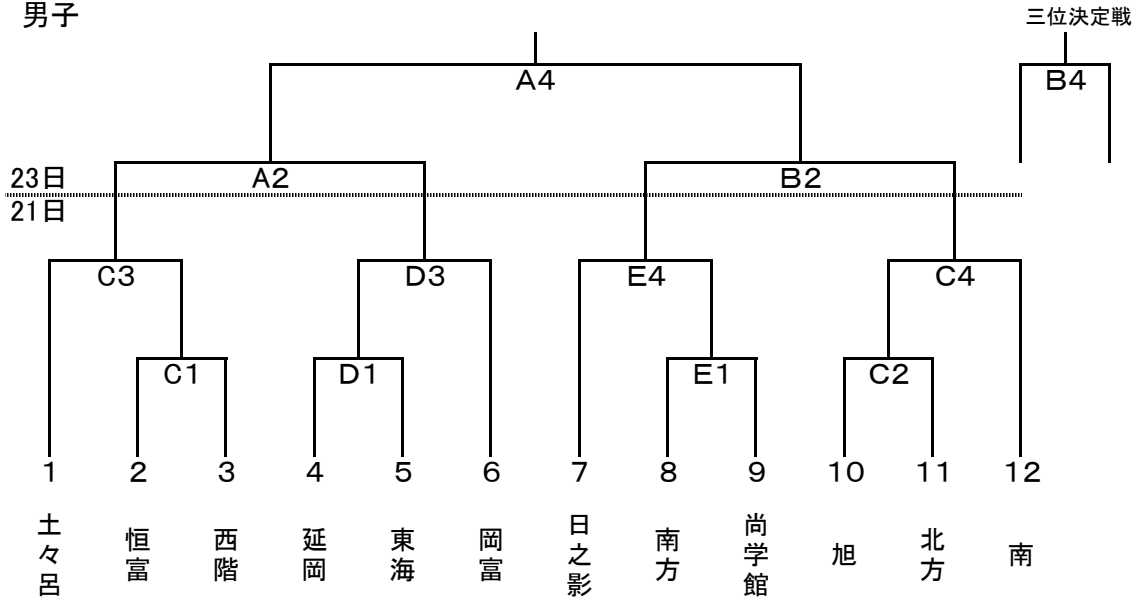 男子
三位決定戦
A4
B4
23日
A2
B2
21日
C3
D3
E4
C4
C1
D1
E1
C2
1 2 3 4 5 6 7 8 9 10 11 12
土々呂
恒富
西階
延岡
東海
岡富
日之影
南方
尚学館
旭
北方
南